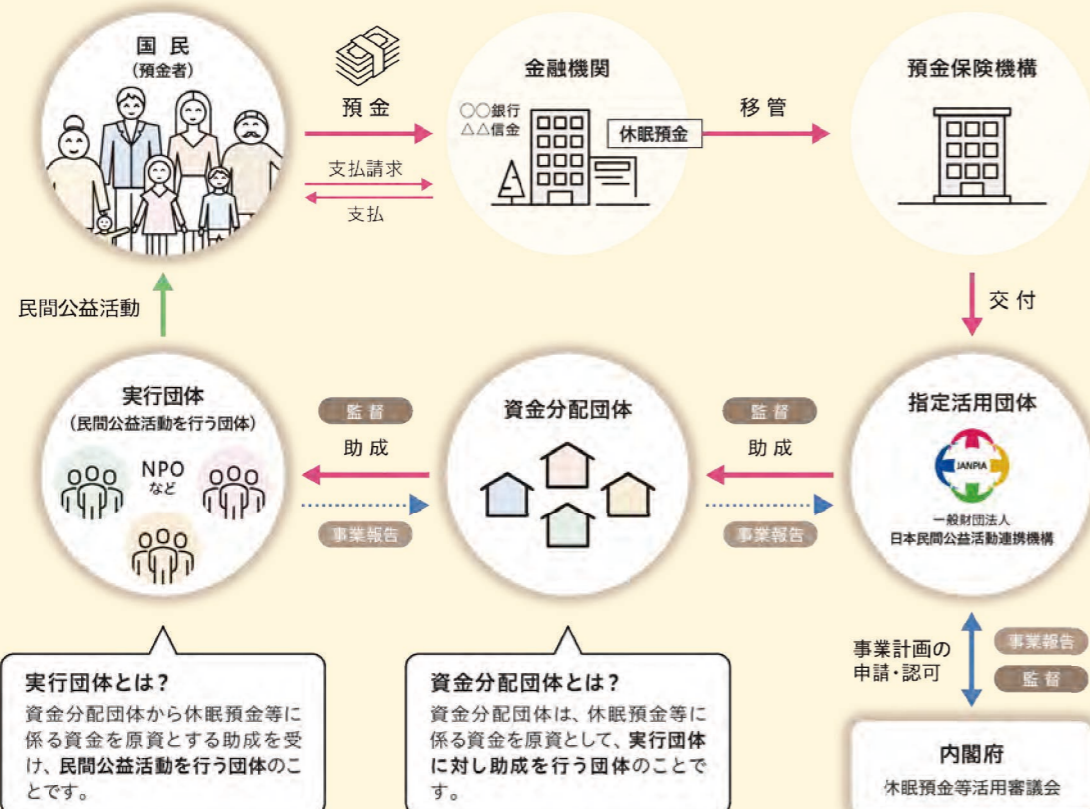 国 民
(預金者)
預 金
支払請求
支払
金融機関
○○銀行
△△信金
休眠預金
移 管
預金保険機構
交 付
民間公益活動
実行団体
(民間公益活動を行う団体)
NPO
など
監 督
助 成
事業報告
資金分配団体
監 督
助 成
事業報告
指定活用団体
JANPIA
一般財団法人
日本民間公益活動連携機構
実行団体とは？
資金分配団体から休眠預金等に
係る資金を原資とする助成を受
け、民間公益活動を行う団体のこ
とです。
資金分配団体とは？
資金分配団体は、休眠預金等に
係る資金を原資として、実行団体
に対し助成を行う団体のことで
す。
事業計画の
申請・認可
事業報告
監 督
内閣府
休眠預金等活用審議会